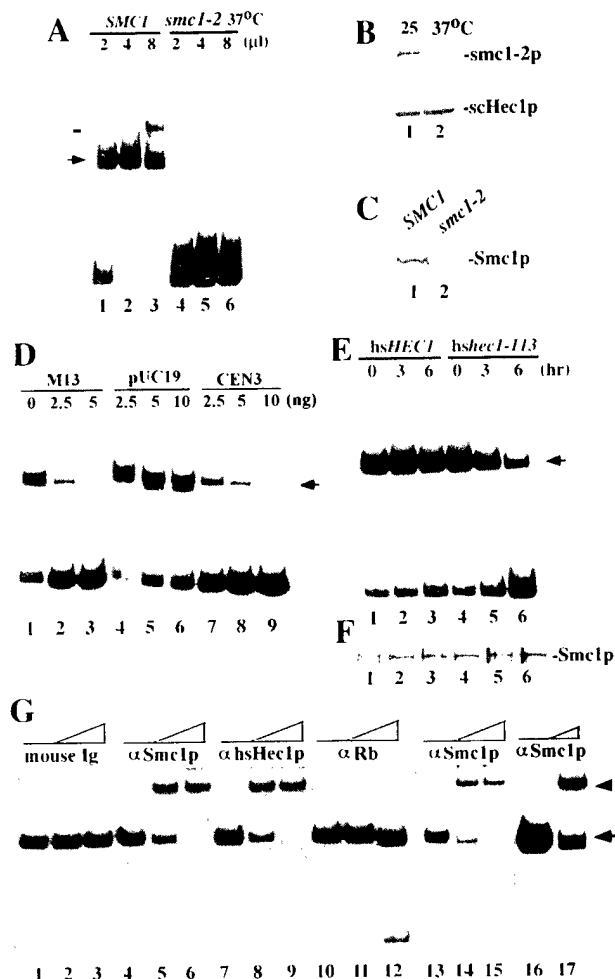 A
SMC1 smc1-2 37°C
2 4 8 2 4 8 (µl)
1 2 3 4 5 6
B
25 37°C
-smc1-2p
-scHec1p
1 2
C
SMC1 smc1-2
-Smc1p
1 2
D
M13 pUC19 CEN3
0 2.5 5 2.5 5 10 2.5 5 10 (ng)
1 2 3 4 5 6 7 8 9
E
hsHEC1 hshec1-113
0 3 6 0 3 6 (hr)
1 2 3 4 5 6
F
-Smc1p
1 2 3 4 5 6
G
mouse Ig αSmc1p αhsHec1p αRb αSmc1p αSmc1p
1 2 3 4 5 6 7 8 9 10 11 12 13 14 15 16 17